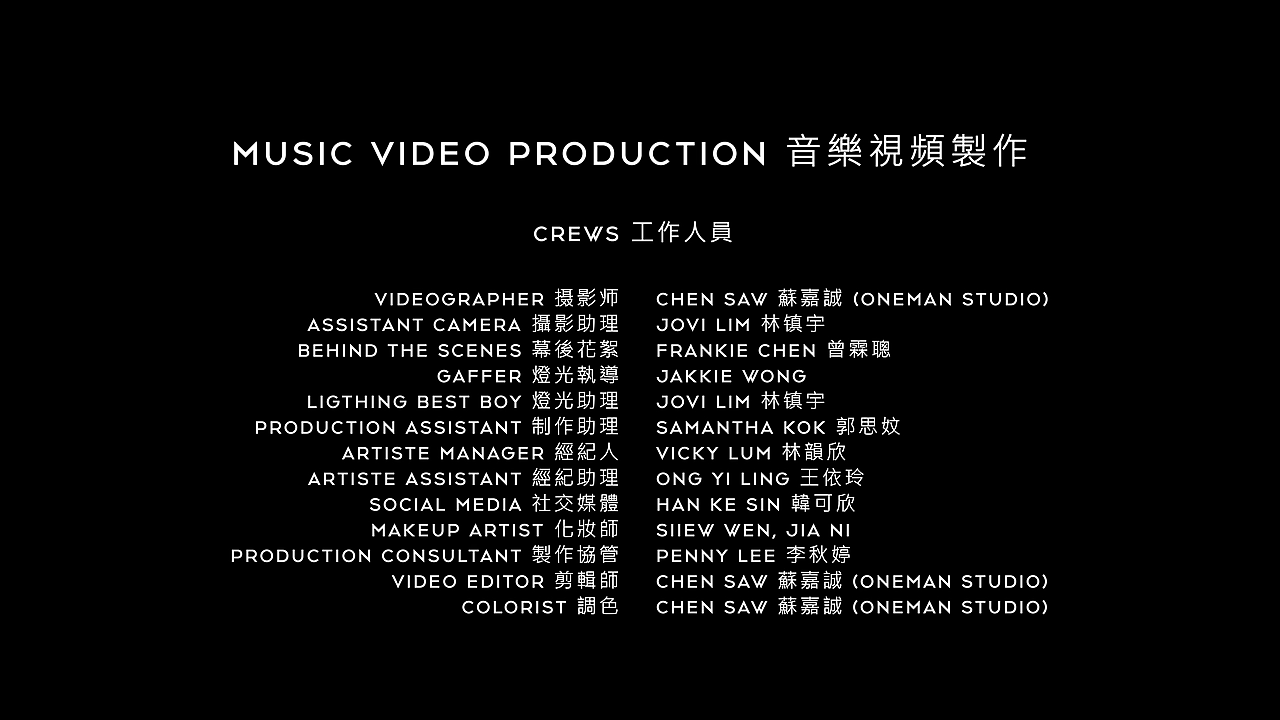 MUSIC VIDEO PRODUCTION 音樂視頻製作
CREWS 工作人員
VIDEOGRAPHER 摄影师 CHEN SAW 蘇嘉誠 (ONEMAN STUDIO)
ASSISTANT CAMERA 攝影助理 JOVI LIM 林镇宇
BEHIND THE SCENES 幕後花絮 FRANKIE CHEN 曾霖聰
GAFFER 燈光執導 JAKKIE WONG
LIGTHING BEST BOY 燈光助理 JOVI LIM 林镇宇
PRODUCTION ASSISTANT 制作助理 SAMANTHA KOK 郭思妏
ARTISTE MANAGER 經紀人 VICKY LUM 林韻欣
ARTISTE ASSISTANT 經紀助理 ONG YI LING 王依玲
SOCIAL MEDIA 社交媒體 HAN KE SIN 韓可欣
MAKEUP ARTIST 化妝師 SIIEW WEN, JIA NI
PRODUCTION CONSULTANT 製作協管 PENNY LEE 李秋婷
VIDEO EDITOR 剪輯師 CHEN SAW 蘇嘉誠 (ONEMAN STUDIO)
COLORIST 調色 CHEN SAW 蘇嘉誠 (ONEMAN STUDIO)